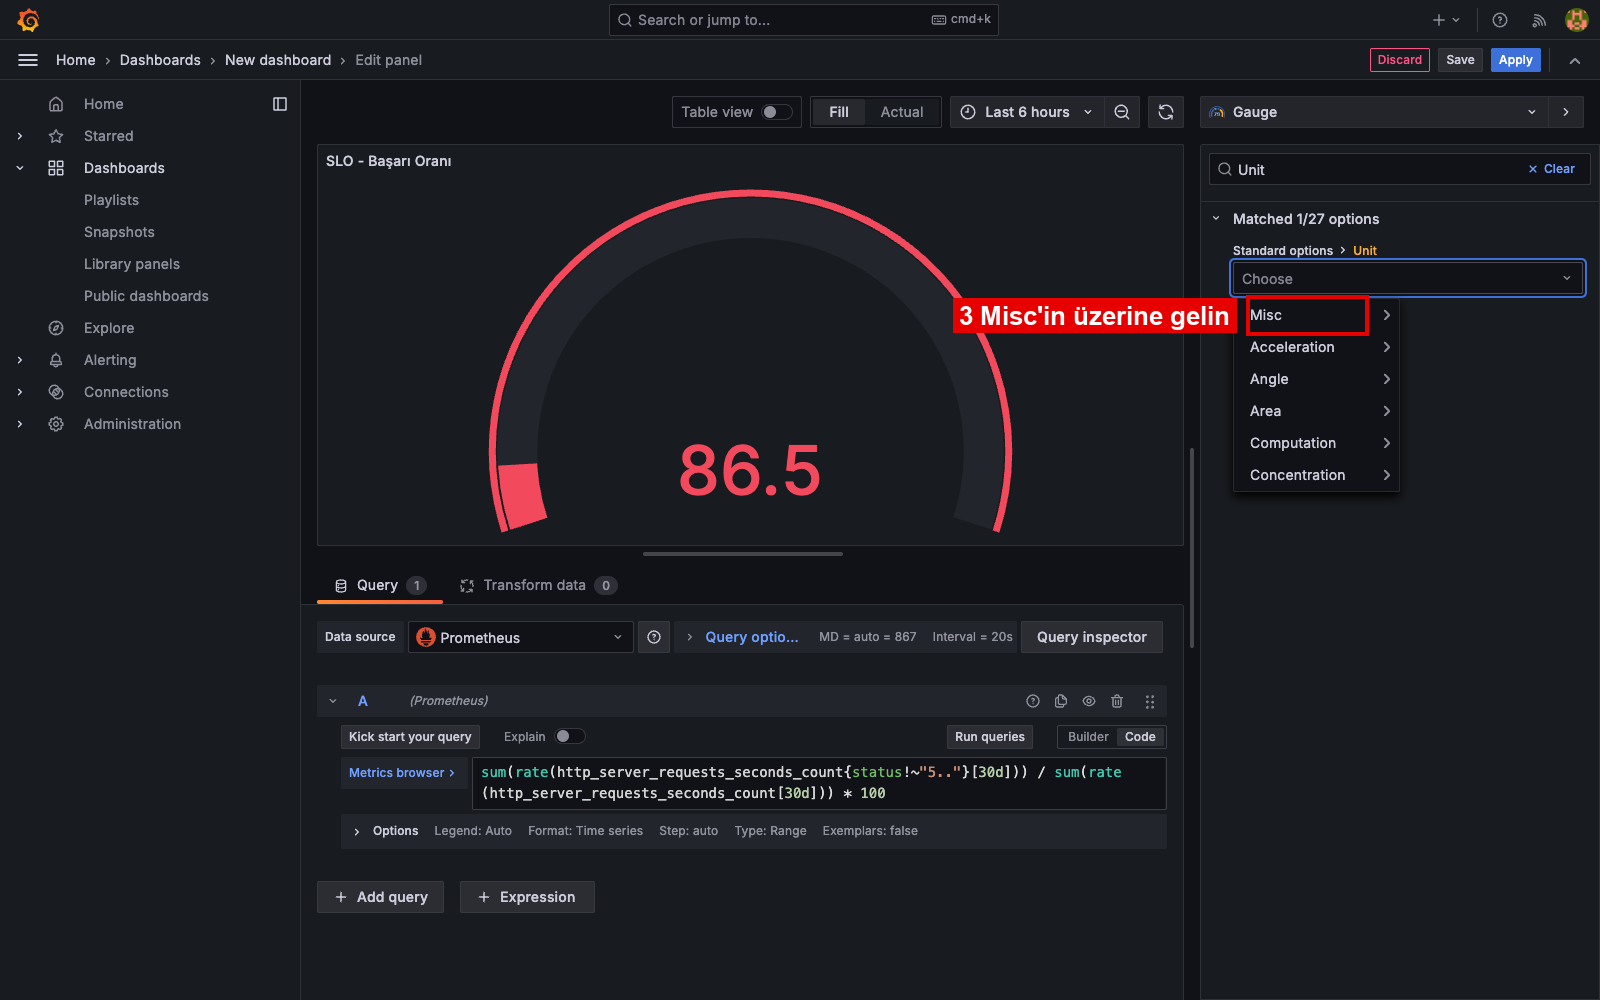 Search or jump to...
cmd+k
Home › Dashboards › New dashboard › Edit panel
Discard
Save
Apply
Home
Starred
Dashboards
Playlists
Snapshots
Library panels
Public dashboards
Explore
Alerting
Connections
Administration
Table view
Fill
Actual
Last 6 hours
Gauge
SLO - Başarı Oranı
86.5
Unit
Clear
Matched 1/27 options
Standard options › Unit
Choose
3 Misc'in üzerine gelin
Misc
Acceleration
Angle
Area
Computation
Concentration
Query 1
Transform data 0
Data source
Prometheus
Query optio...
MD = auto = 867
Interval = 20s
Query inspector
A
(Prometheus)
Kick start your query
Explain
Run queries
Builder
Code
Metrics browser ›
sum(rate(http_server_requests_seconds_count{status!~"5.."}[30d])) / sum(rate
(http_server_requests_seconds_count[30d])) * 100
Options
Legend: Auto
Format: Time series
Step: auto
Type: Range
Exemplars: false
+ Add query
+ Expression